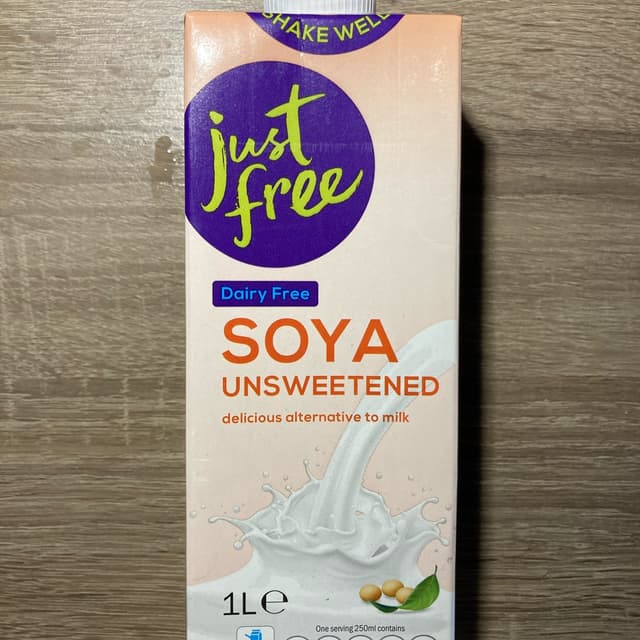 SHAKE WELL
just
free
Dairy Free
SOYA
UNSWEETENED
delicious alternative to milk
1L℮
One serving 250ml contains